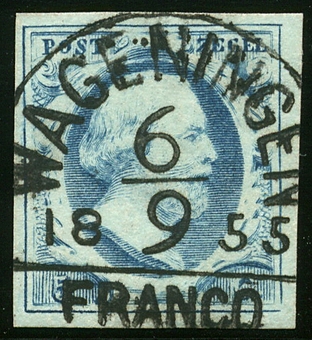 POSTZEGEL
WAGENINGEN
6
9
18 55
FRANCO